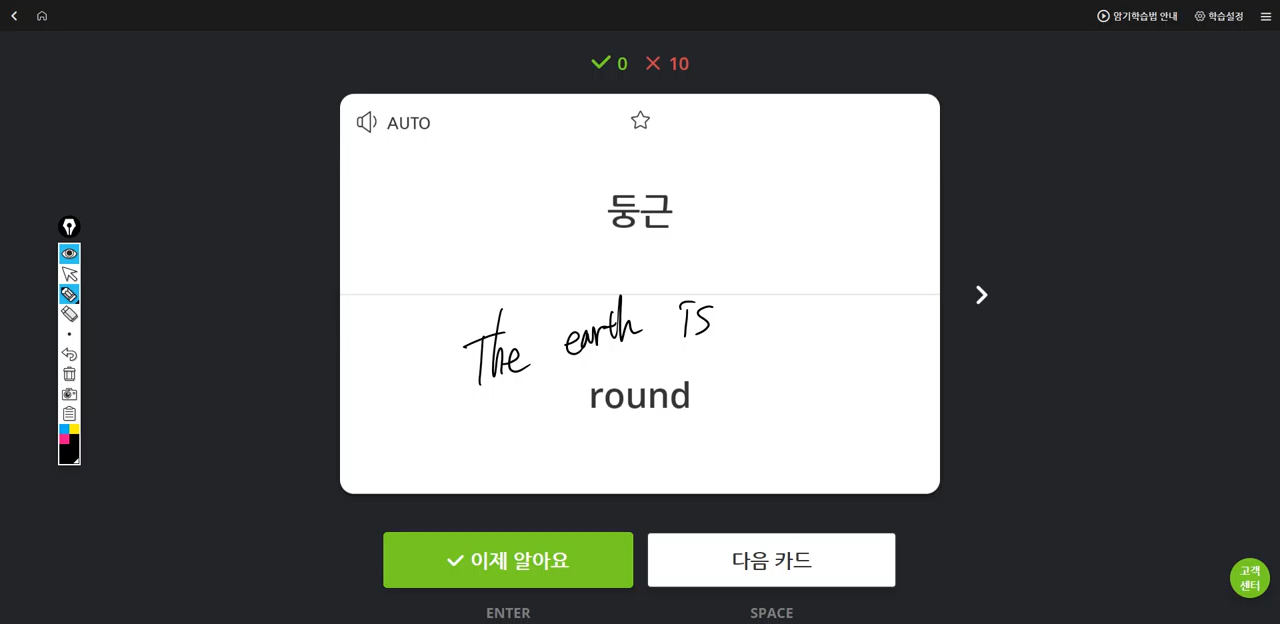 암기학습법 안내 학습설정
0 10
AUTO
둥근
The earth is
round
이제 알아요 다음 카드
ENTER SPACE
고객
센터